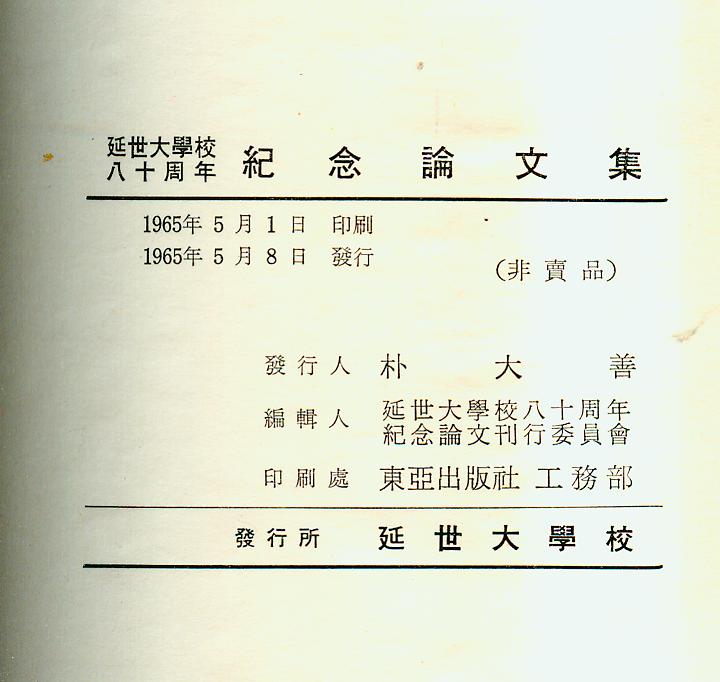 延世大學校
八十周年 紀念論文集
1965年 5 月 1 日 印刷
1965年 5 月 8 日 發行
(非賣品)
發行人 朴大善
編輯人 延世大學校八十周年
紀念論文刊行委員會
印刷處 東亞出版社 工務部
發行所 延世大學校